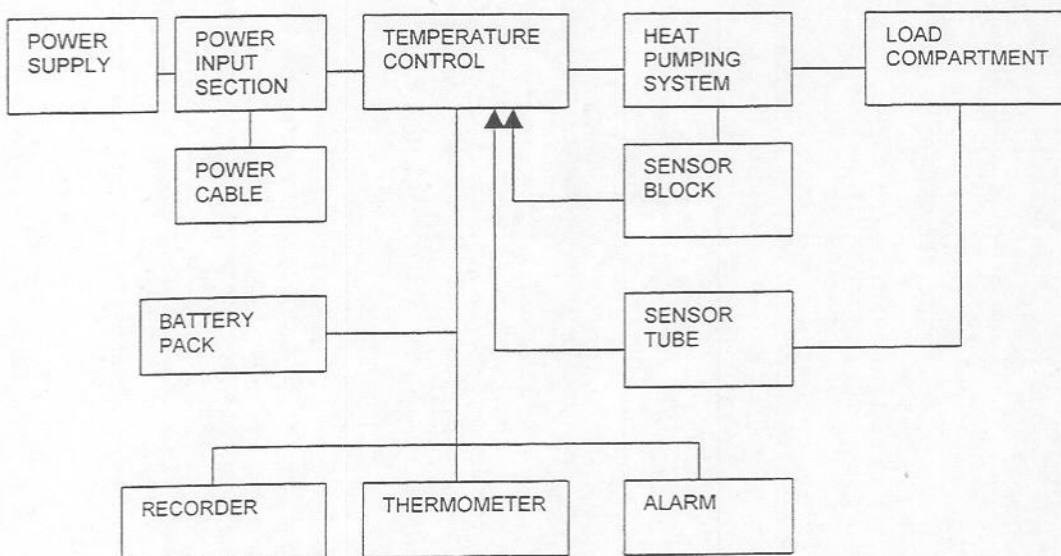 POWER
SUPPLY
POWER
INPUT
SECTION
TEMPERATURE
CONTROL
HEAT
PUMPING
SYSTEM
LOAD
COMPARTMENT
POWER
CABLE
SENSOR
BLOCK
BATTERY
PACK
SENSOR
TUBE
RECORDER
THERMOMETER
ALARM